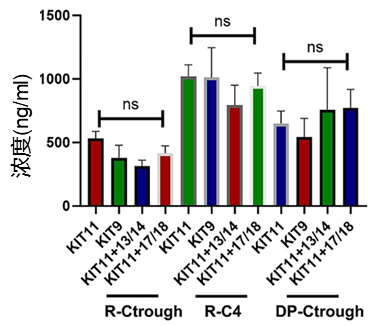 浓度(ng/ml)
1500
1000
500
0
ns
ns
ns
KIT11
KIT9
KIT11+13/14
KIT11+17/18
KIT11
KIT9
KIT11+13/14
KIT11+17/18
KIT11
KIT9
KIT11+13/14
KIT11+17/18
R-Ctrough
R-C4
DP-Ctrough